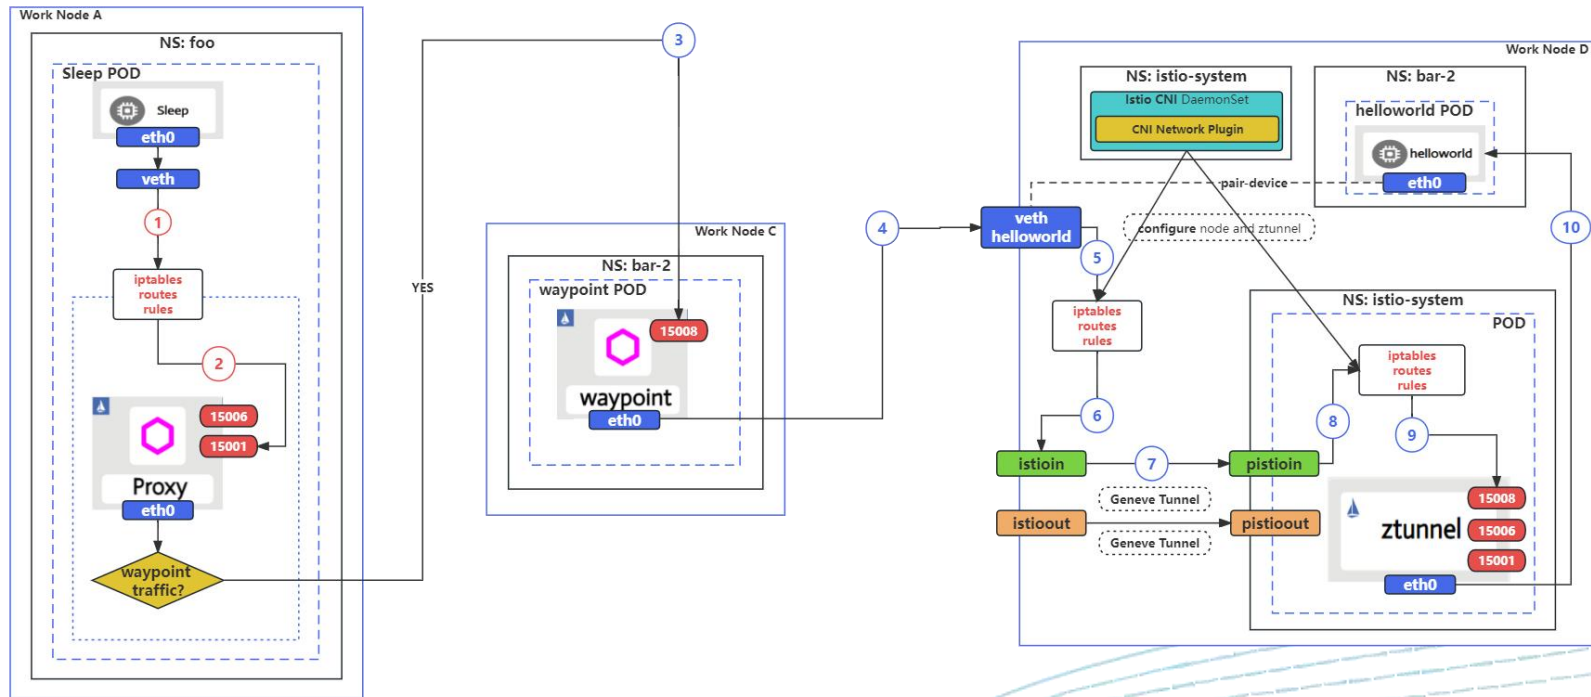 Work Node A
NS: foo
Sleep POD
Sleep
eth0
veth
1
iptables
routes
rules
2
15006
15001
Proxy
eth0
waypoint
traffic?
YES
3
Work Node C
NS: bar-2
waypoint POD
15008
waypoint
eth0
4
Work Node D
NS: istio-system
Istio CNI DaemonSet
CNI Network Plugin
NS: bar-2
helloworld POD
helloworld
eth0
pair-device
veth
helloworld
configure node and ztunnel
5
10
iptables
routes
rules
6
istioin
7
pistioin
Geneve Tunnel
istioout
pistioout
Geneve Tunnel
NS: istio-system
POD
iptables
routes
rules
8
9
15008
ztunnel
15006
15001
eth0